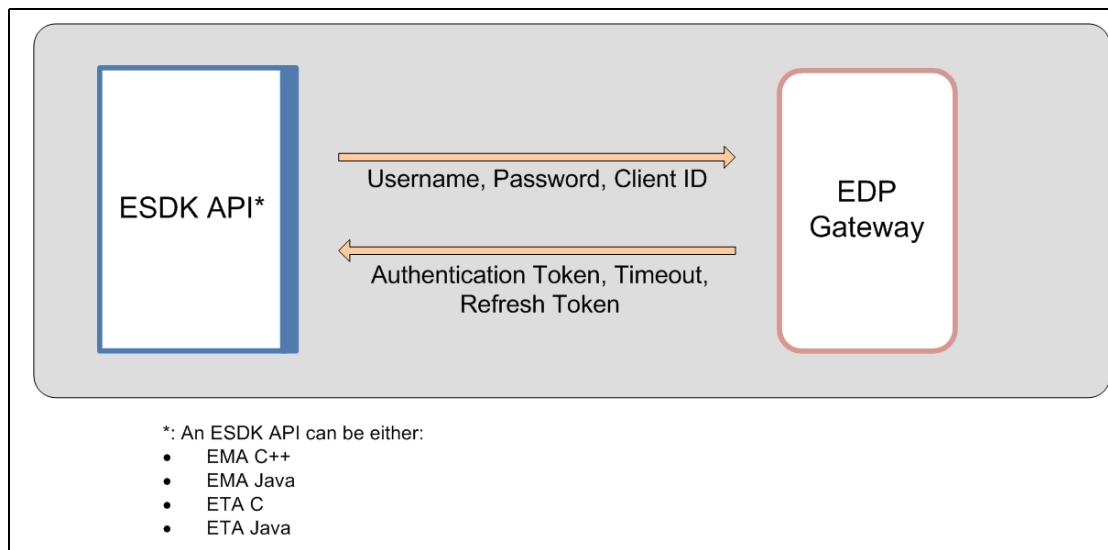 ESDK API*
Username, Password, Client ID
EDP
Gateway
Authentication Token, Timeout,
Refresh Token
*: An ESDK API can be either:
• EMA C++
• EMA Java
• ETA C
• ETA Java